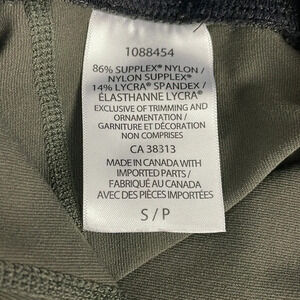 1088454
86% SUPPLEX® NYLON /
NYLON SUPPLEX®
14% LYCRA® SPANDEX /
ÉLASTHANNE LYCRA®
EXCLUSIVE OF TRIMMING AND
ORNAMENTATION /
GARNITURE ET DÉCORATION
NON COMPRISES
CA 38313
MADE IN CANADA WITH
IMPORTED PARTS /
FABRIQUÉ AU CANADA
AVEC DES PIÈCES IMPORTÉES
S / P